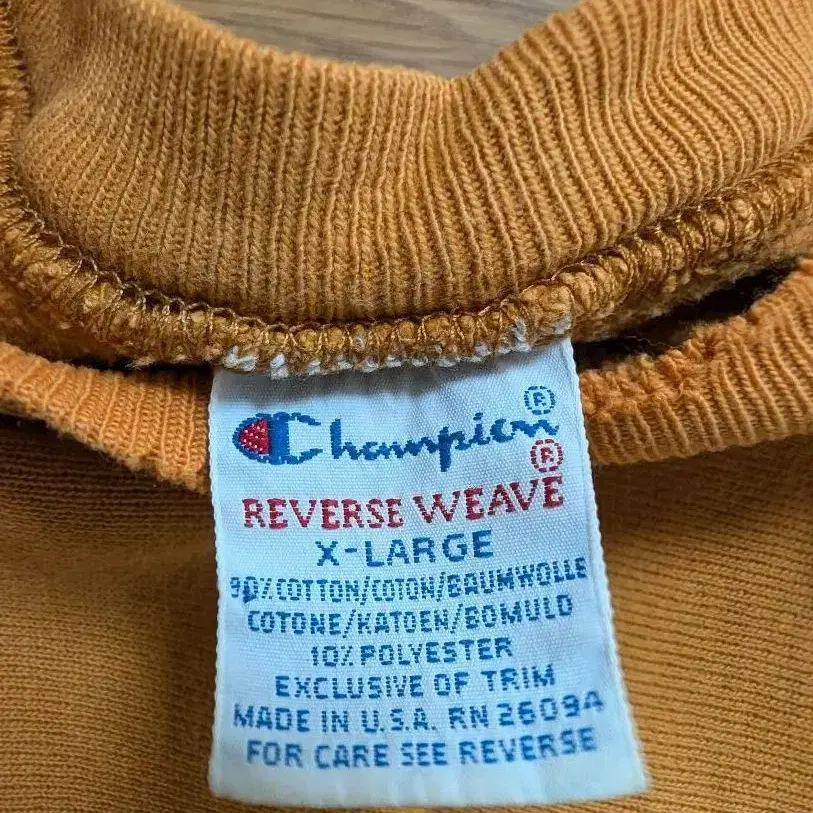 Champion®
REVERSE WEAVE®
X-LARGE
90% COTTON/COTON/BAUMWOLLE
COTONE/KATOEN/BOMULD
10% POLYESTER
EXCLUSIVE OF TRIM
MADE IN U.S.A. RN 26094
FOR CARE SEE REVERSE